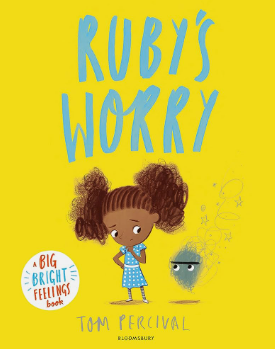 RUBY'S
WORRY
A BIG
BRIGHT
FEELINGS
book
TOM PERCIVAL
BLOOMSBURY